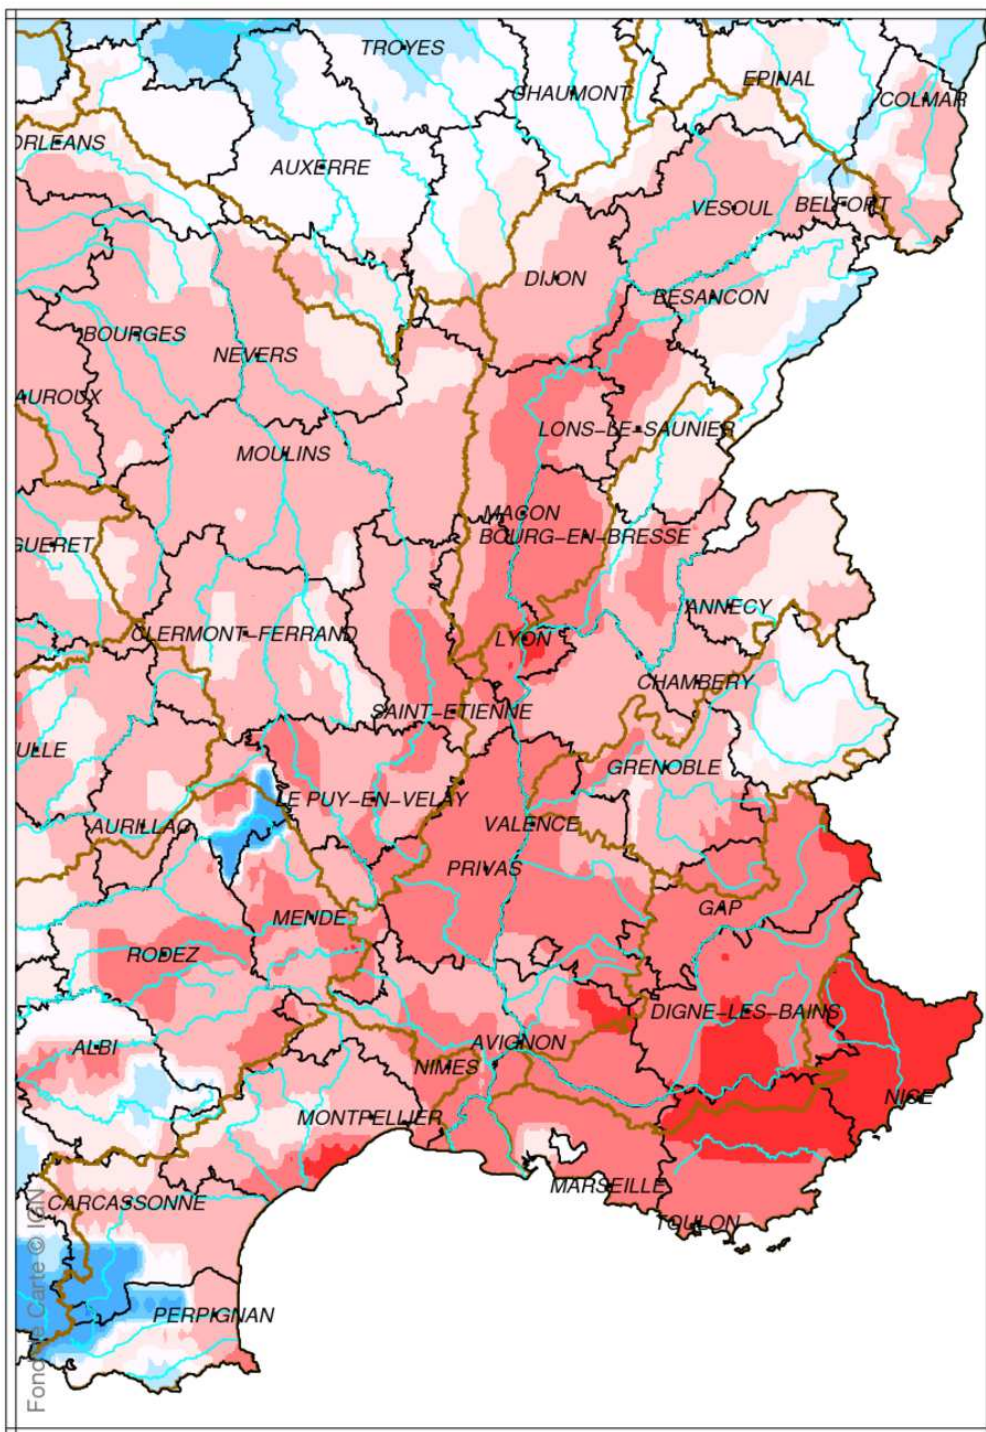 TROYES
CHAUMONT
EPINAL
COLMAR
ORLEANS
AUXERRE
VESOUL
BELFORT
DIJON
BESANCON
BOURGES
NEVERS
AUROUX
LONS-LE-SAUNIER
MOULINS
MACON
BOURG-EN-BRESSE
GUERET
ANNECY
CLERMONT-FERRAND
LYON
CHAMBERY
SAINT-ETIENNE
ULLE
GRENOBLE
LE PUY-EN-VELAY
AURILLAC
VALENCE
PRIVAS
GAP
MENDE
RODEZ
DIGNE-LES-BAINS
ALBI
AVIGNON
NIMES
NICE
MONTPELLIER
MARSEILLE
CARCASSONNE
TOULON
PERPIGNAN
Fond de Carte © IGN